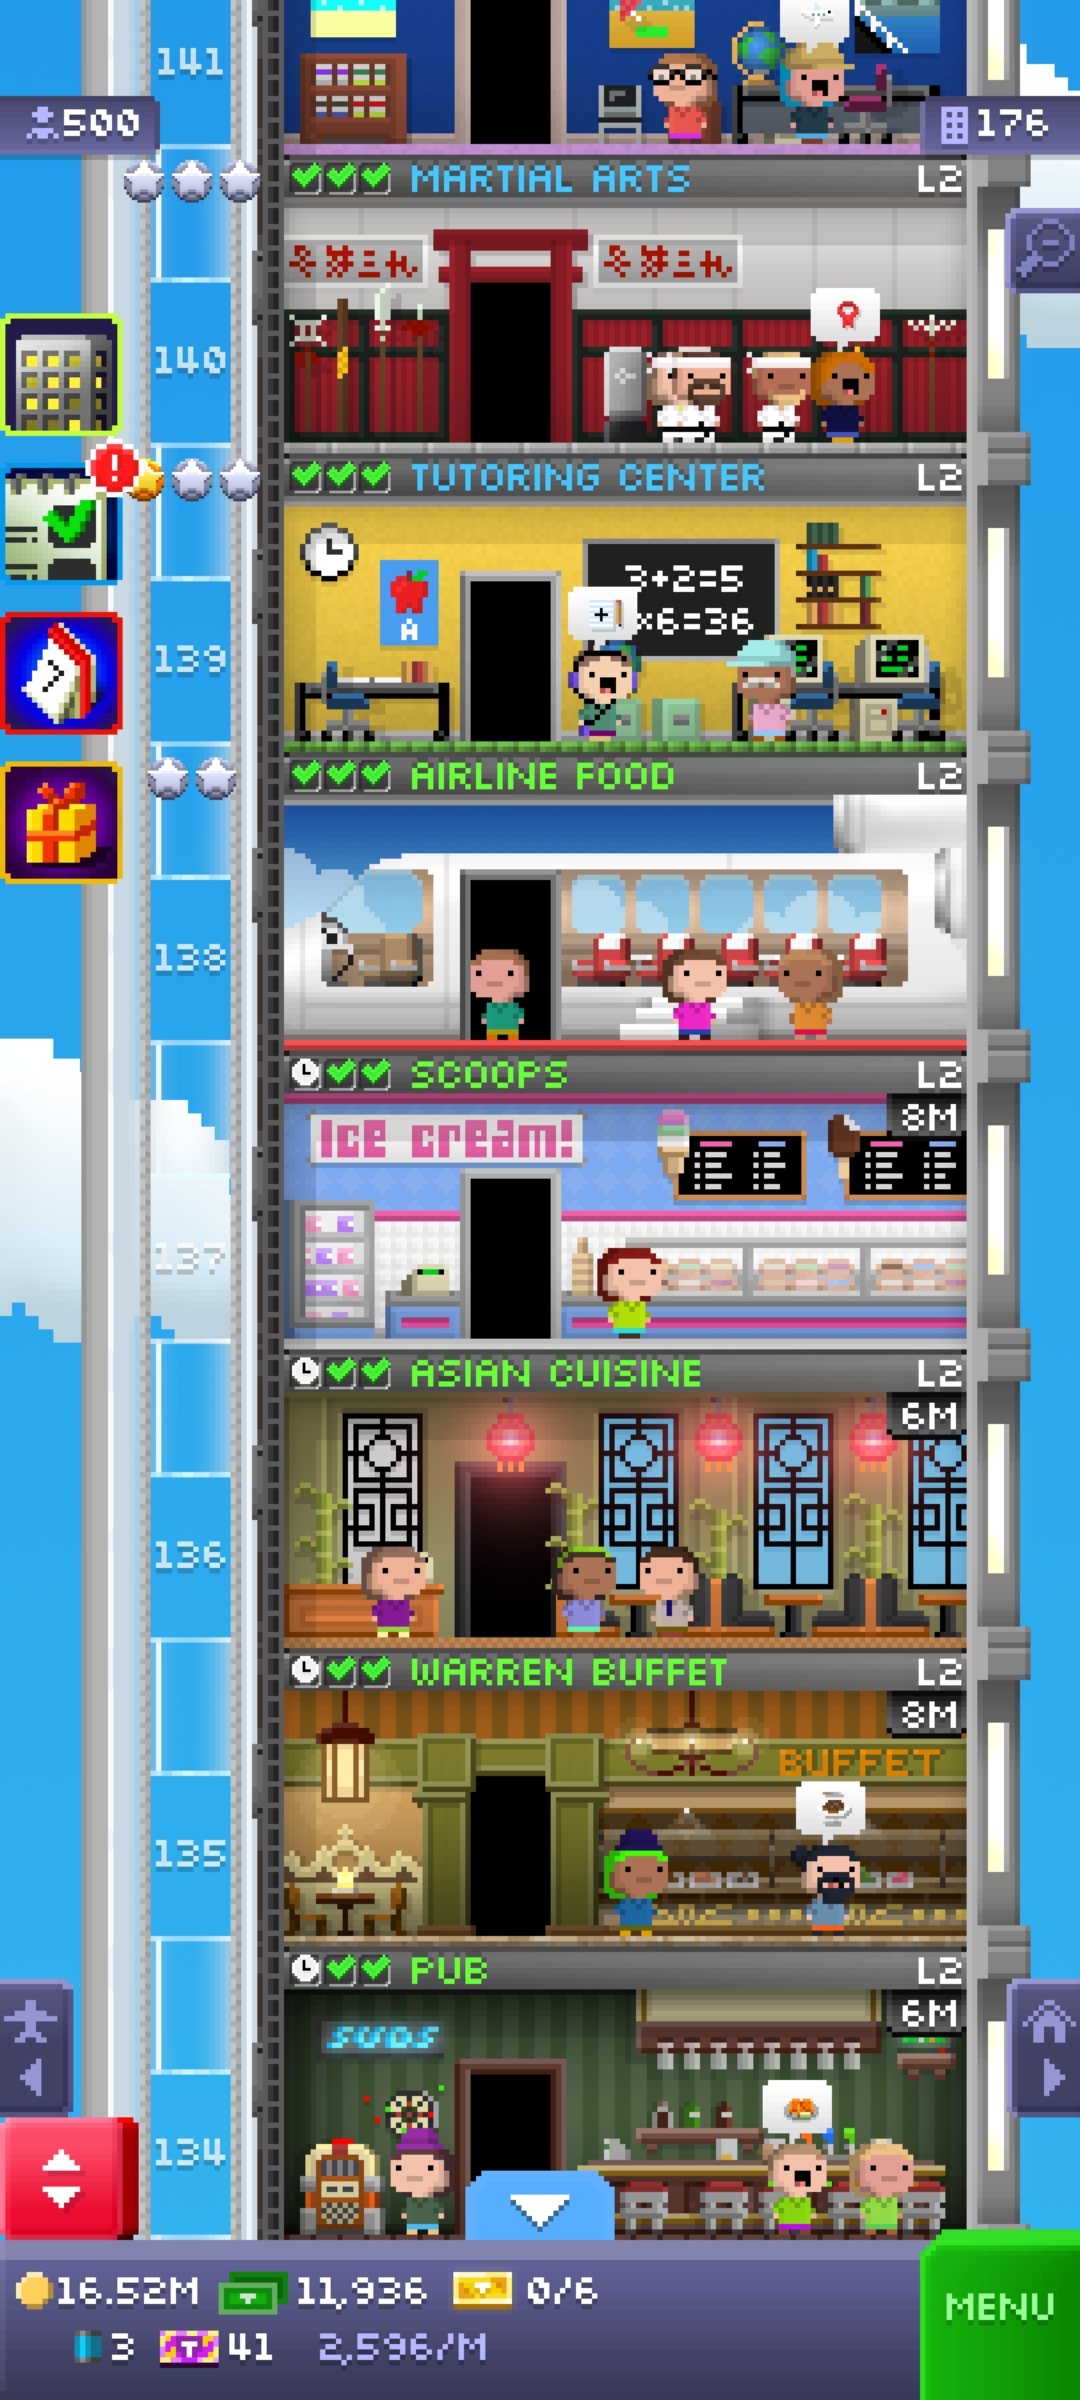 141
500
176
MARTIAL ARTS
L2
140
TUTORING CENTER
L2
3+2=5
x6=36
A
139
7
AIRLINE FOOD
L2
138
SCOOPS
L2
8M
Ice cream!
137
ASIAN CUISINE
L2
6M
136
WARREN BUFFET
L2
8M
BUFFET
135
PUB
L2
6M
SUDS
134
16.52M
11,936
0/6
MENU
3
T
41
2,596/M